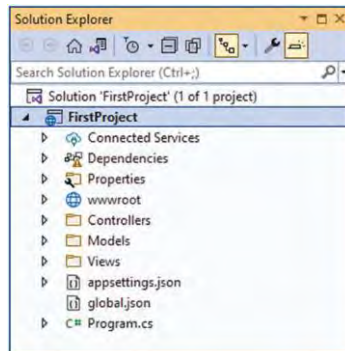 Solution Explorer
Search Solution Explorer (Ctrl+;)
Solution 'FirstProject' (1 of 1 project)
FirstProject
Connected Services
Dependencies
Properties
wwwroot
Controllers
Models
Views
appsettings.json
global.json
C# Program.cs